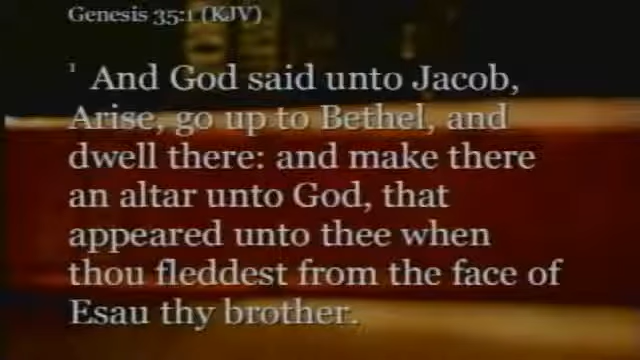 Genesis 35:1 (KJV)
1 And God said unto Jacob,
Arise, go up to Bethel, and
dwell there: and make there
an altar unto God, that
appeared unto thee when
thou fleddest from the face of
Esau thy brother.